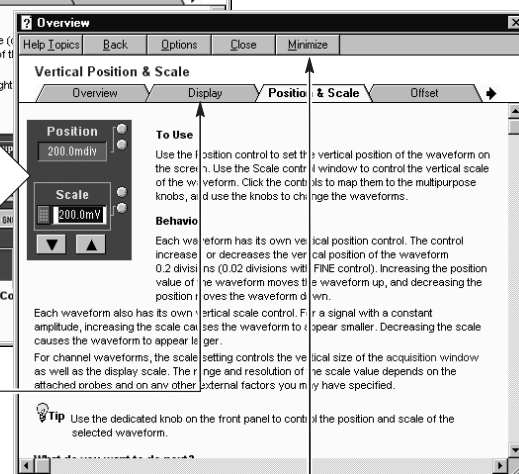 Overview
Help Topics Back Options Close Minimize
Vertical Position & Scale
Overview Display Position & Scale Offset
Position
200.0mdiv
Scale
200.0mV
To Use
Use the Position control to set the vertical position of the waveform on
the screen. Use the Scale control window to control the vertical scale
of the waveform. Click the controls to map them to the multipurpose
knobs, and use the knobs to change the waveforms.
Behavio
Each waveform has its own vertical position control. The control
increases or decreases the vertical position of the waveform
0.2 divisions (0.02 divisions with FINE control). Increasing the position
value of the waveform moves the waveform up, and decreasing the
position moves the waveform down.
Each waveform also has its own vertical scale control. For a signal with a constant
amplitude, increasing the scale causes the waveform to appear smaller. Decreasing the scale
causes the waveform to appear larger.
For channel waveforms, the scale setting controls the vertical size of the acquisition window
as well as the display scale. The range and resolution of the scale value depends on the
attached probes and on any other external factors you may have specified.
Tip Use the dedicated knob on the front panel to control the position and scale of the
selected waveform.
What do you want to do next?